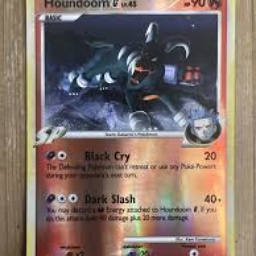 Houndoom G LV.45
HP 90
BASIC
Team Galactic's Pokémon
Black Cry 20
The Defending Pokémon can't retreat or use any Poké-Powers
during your opponent's next turn.
Dark Slash 40+
You may discard a Energy attached to Houndoom G. If you do,
this attack does 40 damage plus 20 more damage.